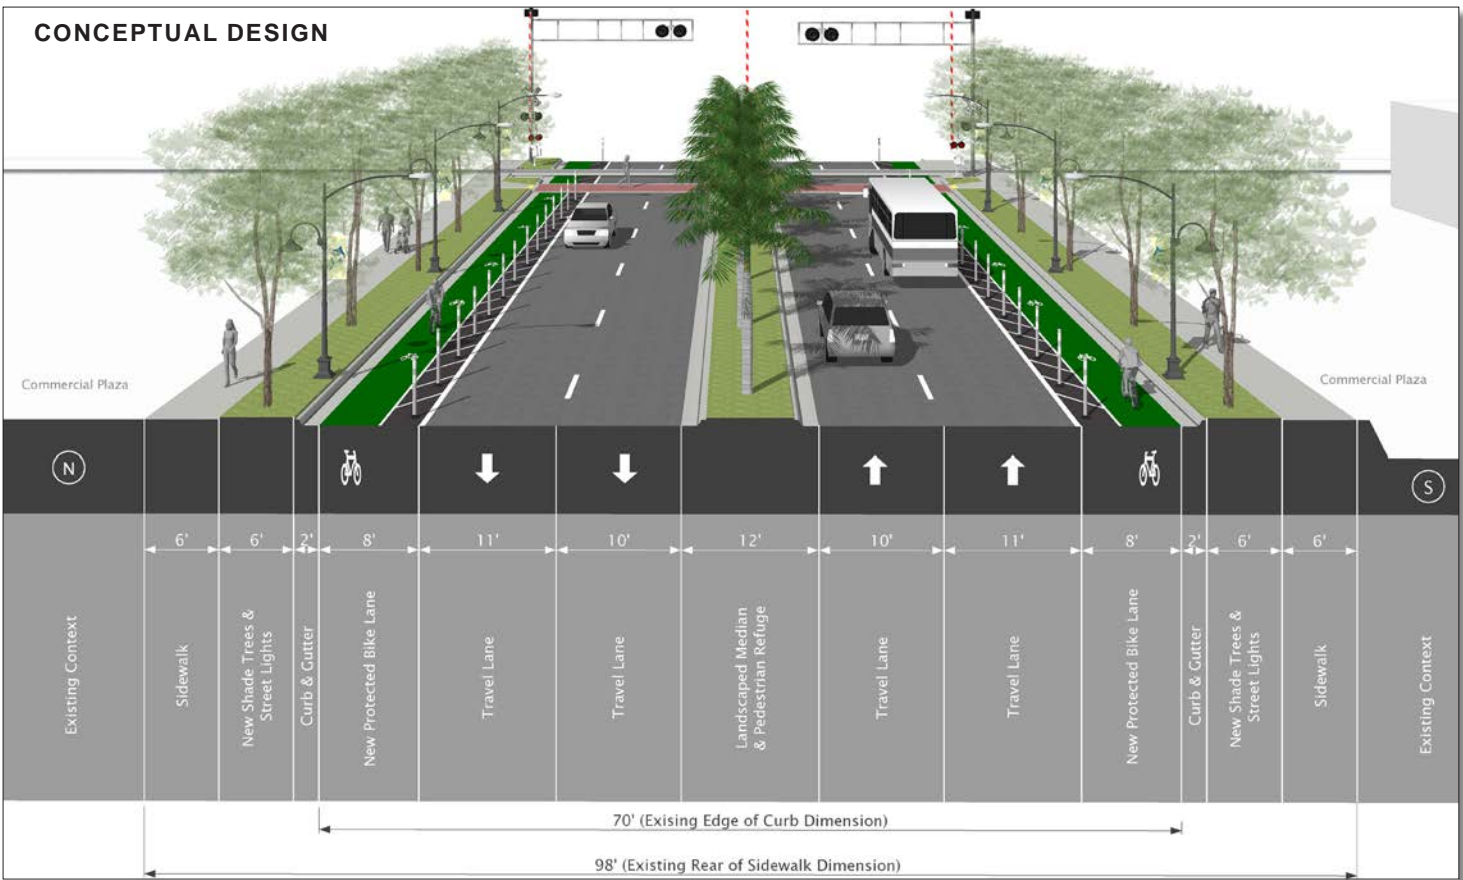 CONCEPTUAL DESIGN
Commercial Plaza
Commercial Plaza
N
S
6'
6'
2'
8'
11'
10'
12'
10'
11'
8'
2'
6'
6'
Existing Context
Sidewalk
New Shade Trees &
Street Lights
Curb & Gutter
New Protected Bike Lane
Travel Lane
Travel Lane
Landscaped Median
& Pedestrian Refuge
Travel Lane
Travel Lane
New Protected Bike Lane
Curb & Gutter
New Shade Trees &
Street Lights
Sidewalk
Existing Context
70' (Exising Edge of Curb Dimension)
98' (Existing Rear of Sidewalk Dimension)